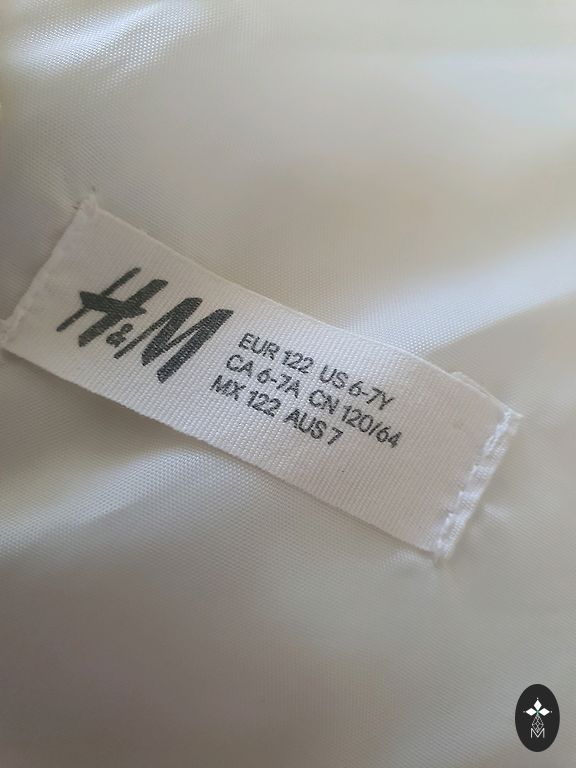 H&M
EUR 122 US 6-7Y
CA 6-7A CN 120/64
MX 122 AUS 7
M